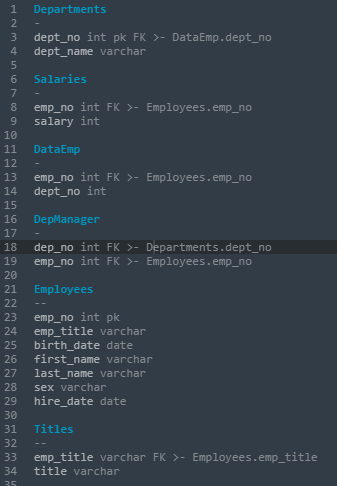 1 Departments
2 -
3 dept_no int pk FK >- DataEmp.dept_no
4 dept_name varchar
5
6 Salaries
7 -
8 emp_no int FK >- Employees.emp_no
9 salary int
10
11 DataEmp
12 -
13 emp_no int FK >- Employees.emp_no
14 dept_no int
15
16 DepManager
17 -
18 dep_no int FK >- Departments.dept_no
19 emp_no int FK >- Employees.emp_no
20
21 Employees
22 --
23 emp_no int pk
24 emp_title varchar
25 birth_date date
26 first_name varchar
27 last_name varchar
28 sex varchar
29 hire_date date
30
31 Titles
32 --
33 emp_title varchar FK >- Employees.emp_title
34 title varchar
35